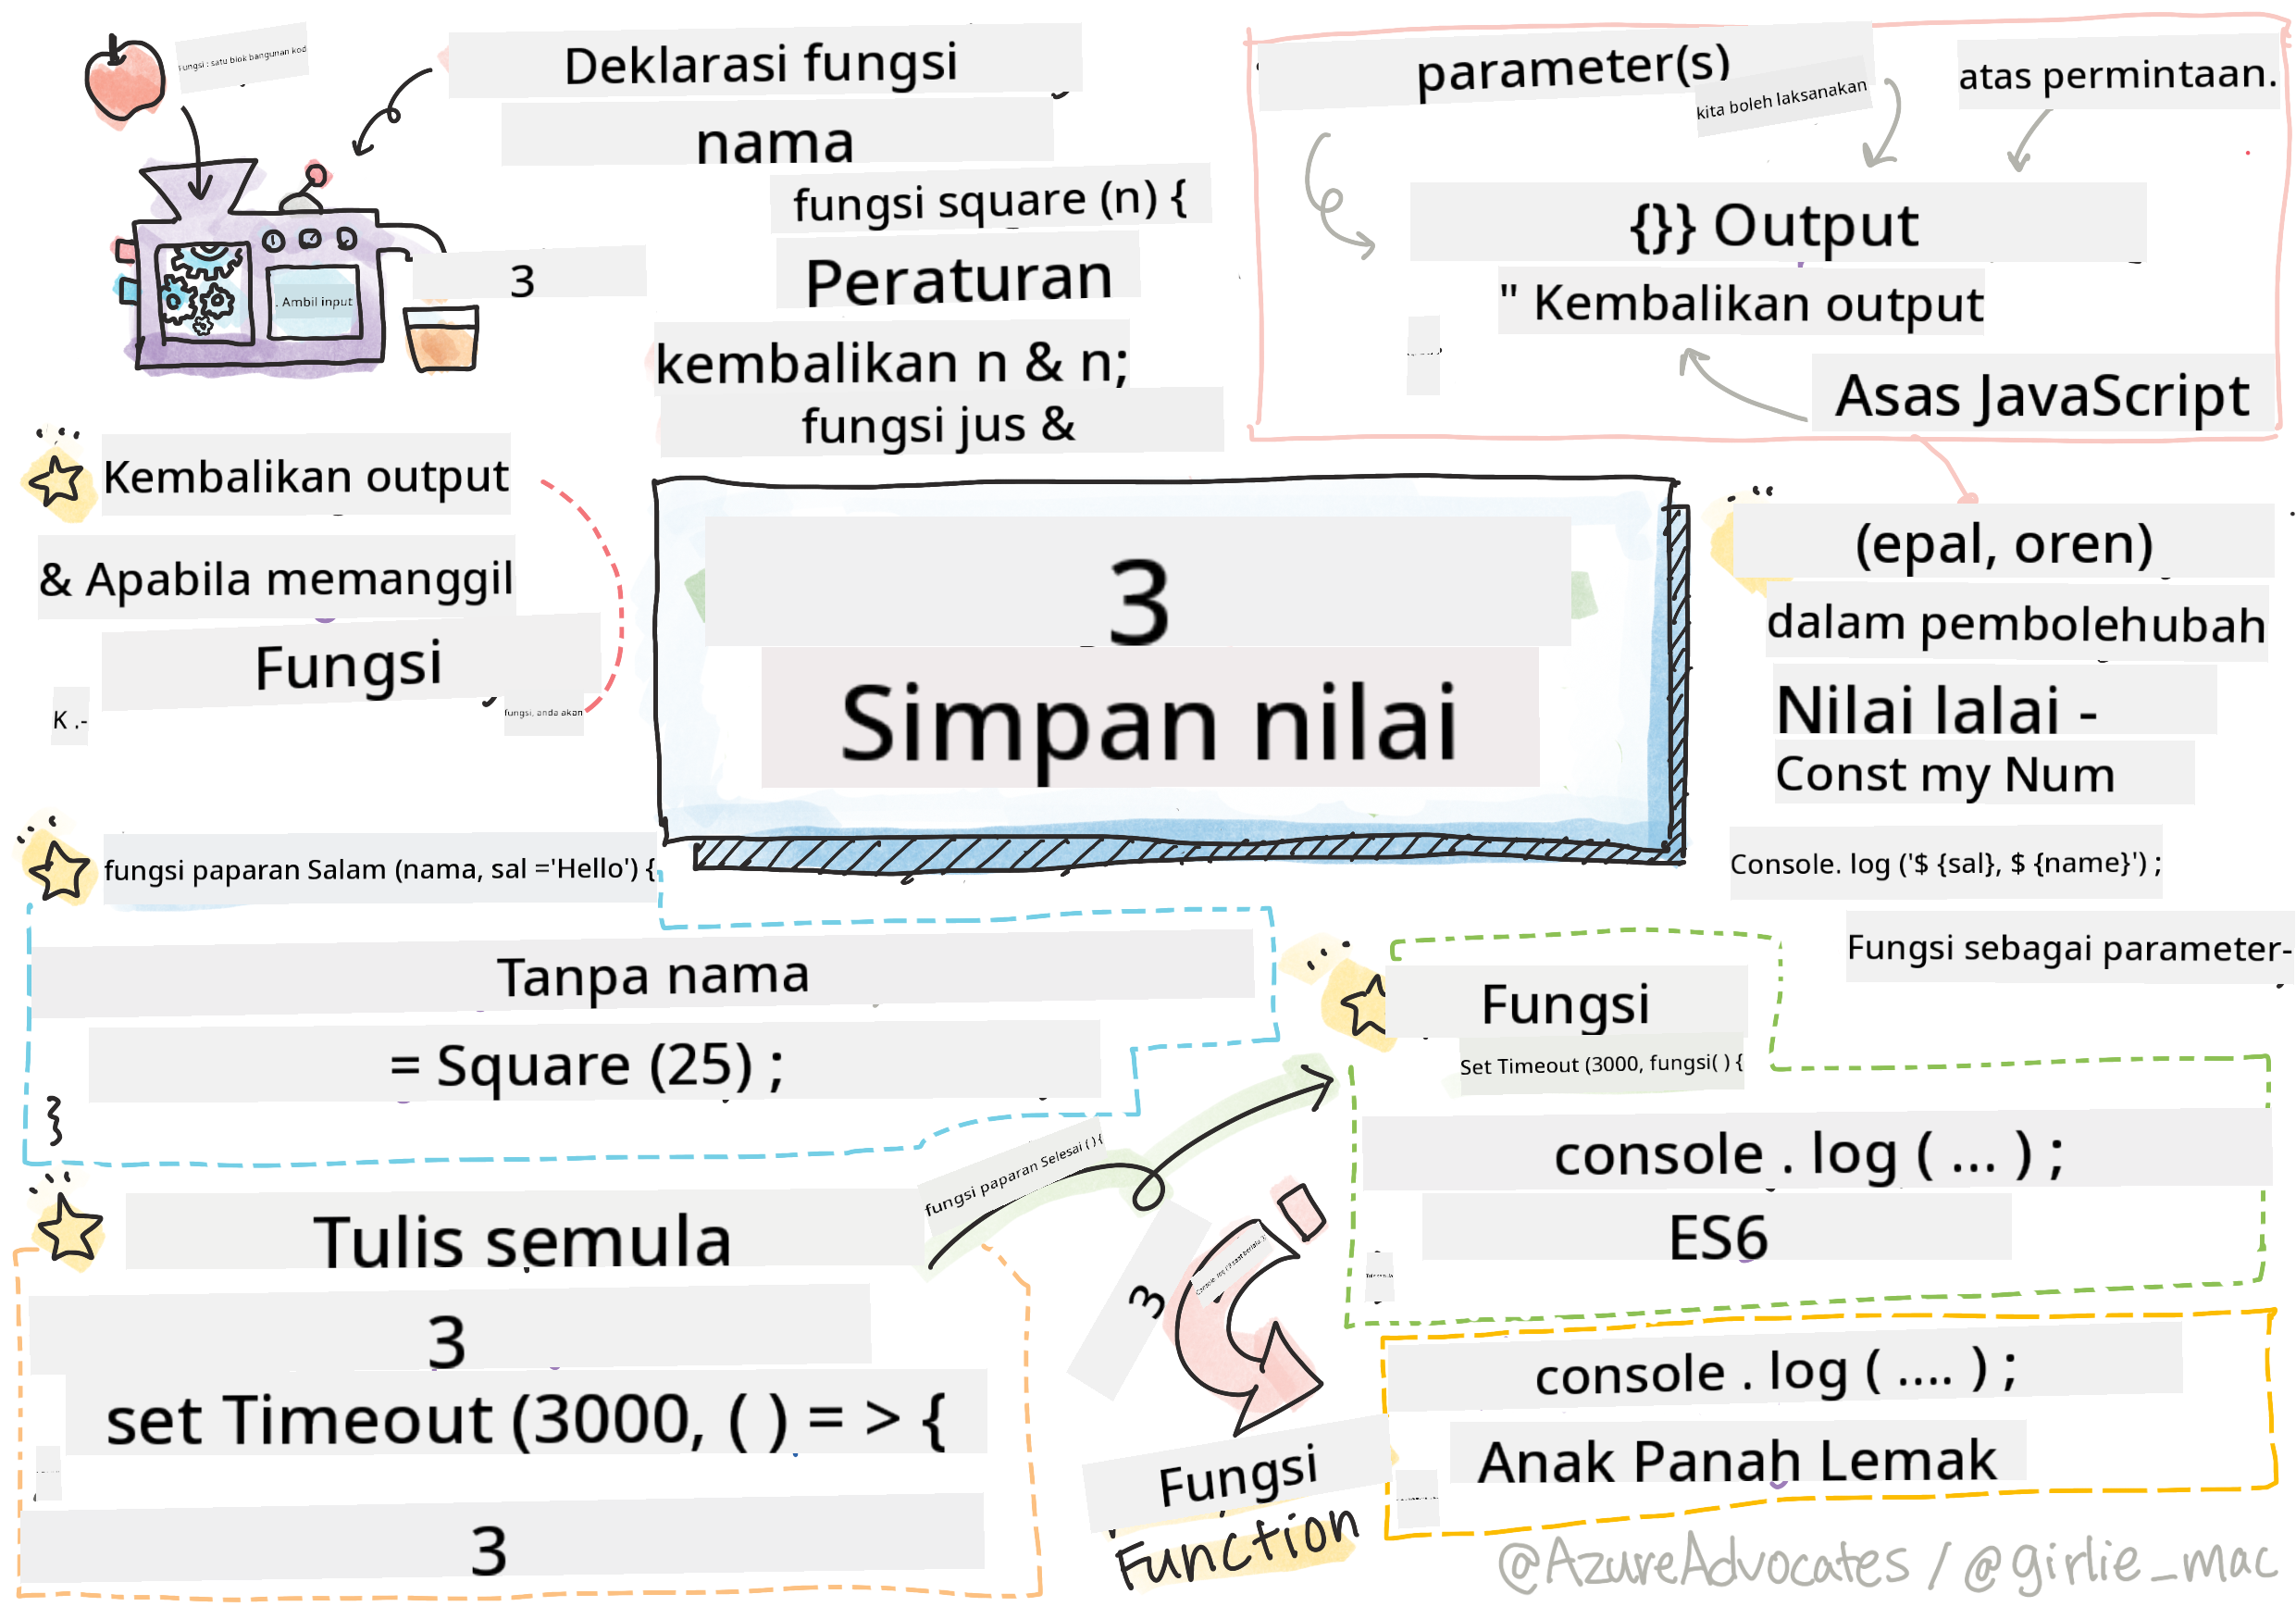 Fungsi : satu blok bangunan kod
Deklarasi fungsi
nama
fungsi square (n) {
Peraturan
kembalikan n & n;
fungsi jus &
3
. Ambil input
parameter(s)
kita boleh laksanakan
atas permintaan.
{}} Output
" Kembalikan output
Asas JavaScript
Kembalikan output
& Apabila memanggil
Fungsi
K .-
fungsi, anda akan
3
Simpan nilai
(epal, oren)
dalam pembolehubah
Nilai lalai -
Const my Num
Console. log ('$ {sal}, $ {name}') ;
Fungsi sebagai parameter-
fungsi paparan Salam (nama, sal ='Hello') {
Tanpa nama
= Square (25) ;
}
Fungsi
Set Timeout (3000, fungsi( ) {
console . log ( ... ) ;
ES6
fungsi paparan Selesai ( ) {
3
Tulis semula
3
set Timeout (3000, ( ) = > {
3
Fungsi
Function
console . log ( .... ) ;
Anak Panah Lemak
@AzureAdvocates / @girlie_mac